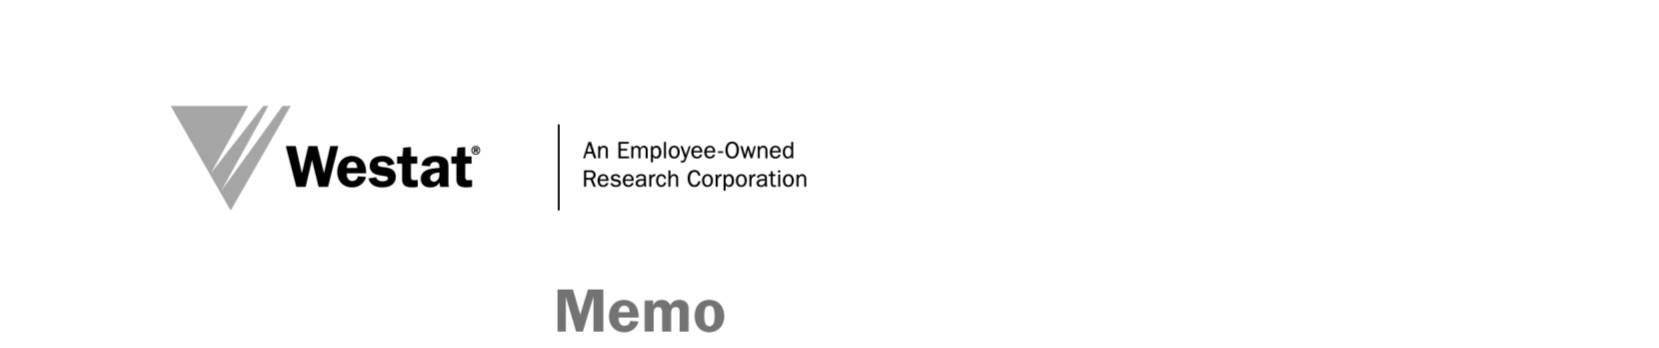 Westat®
An Employee-Owned
Research Corporation
Memo